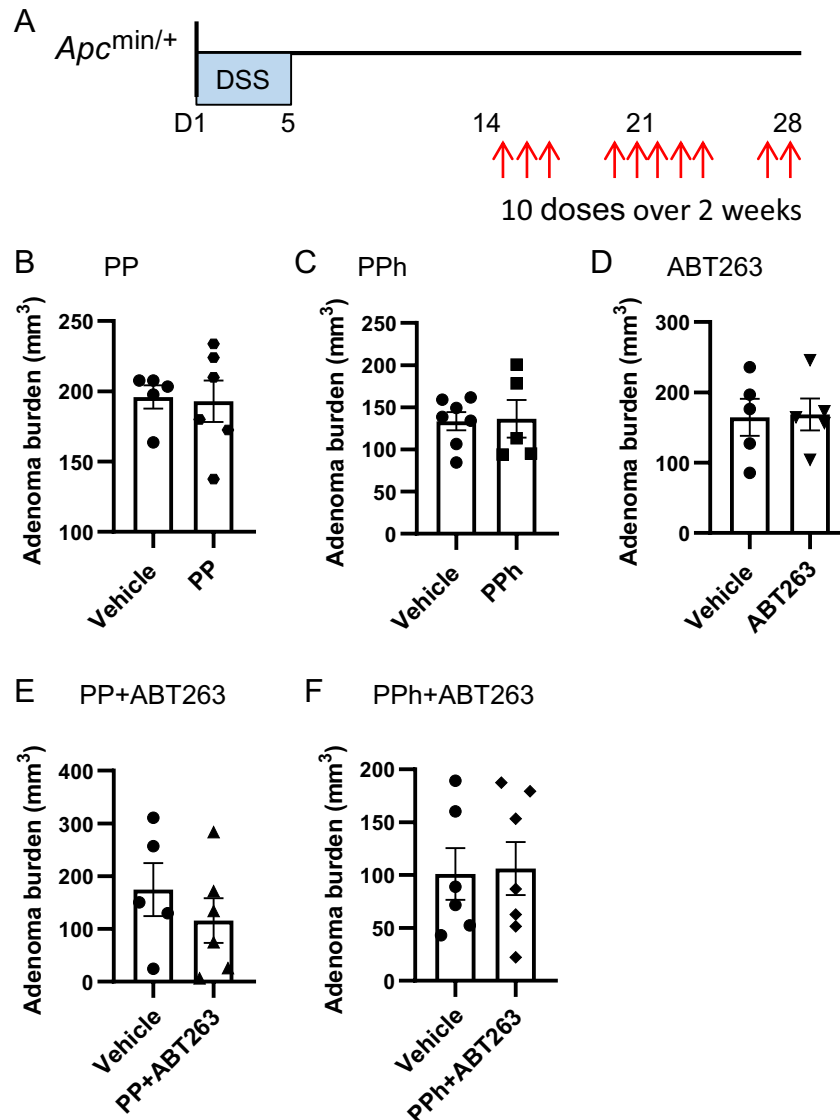 A
Apc^min/+
DSS
D1 5 14 21 28
10 doses over 2 weeks
B PP
Adenoma burden (mm³)
250
200
150
100
Vehicle
PP
C PPh
Adenoma burden (mm³)
250
200
150
100
50
0
Vehicle
PPh
D ABT263
Adenoma burden (mm³)
300
200
100
0
Vehicle
ABT263
E PP+ABT263
Adenoma burden (mm³)
400
300
200
100
0
Vehicle
PP+ABT263
F PPh+ABT263
Adenoma burden (mm³)
200
150
100
50
0
Vehicle
PPh+ABT263